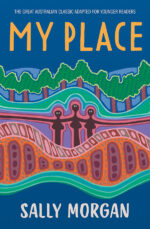 THE GREAT AUSTRALIAN CLASSIC ADAPTED FOR YOUNGER READERS
MY PLACE
SALLY MORGAN